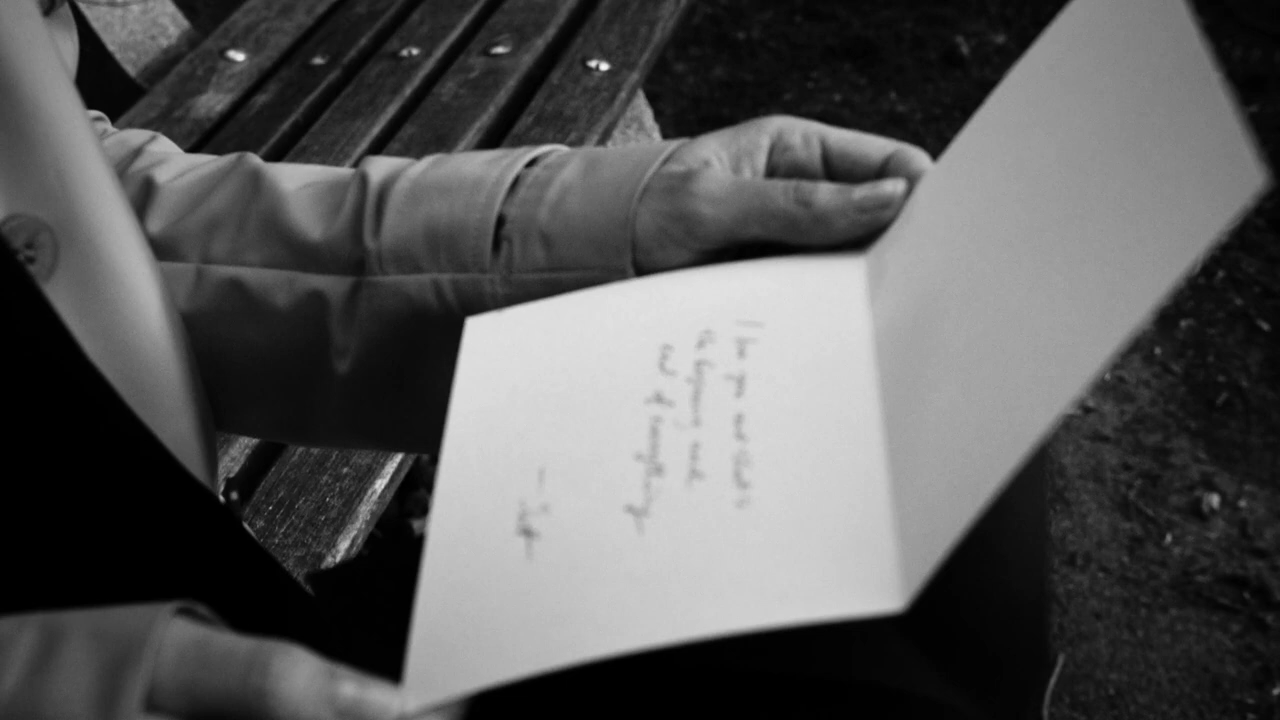 I love you and that's
the beginning and
end of everything.